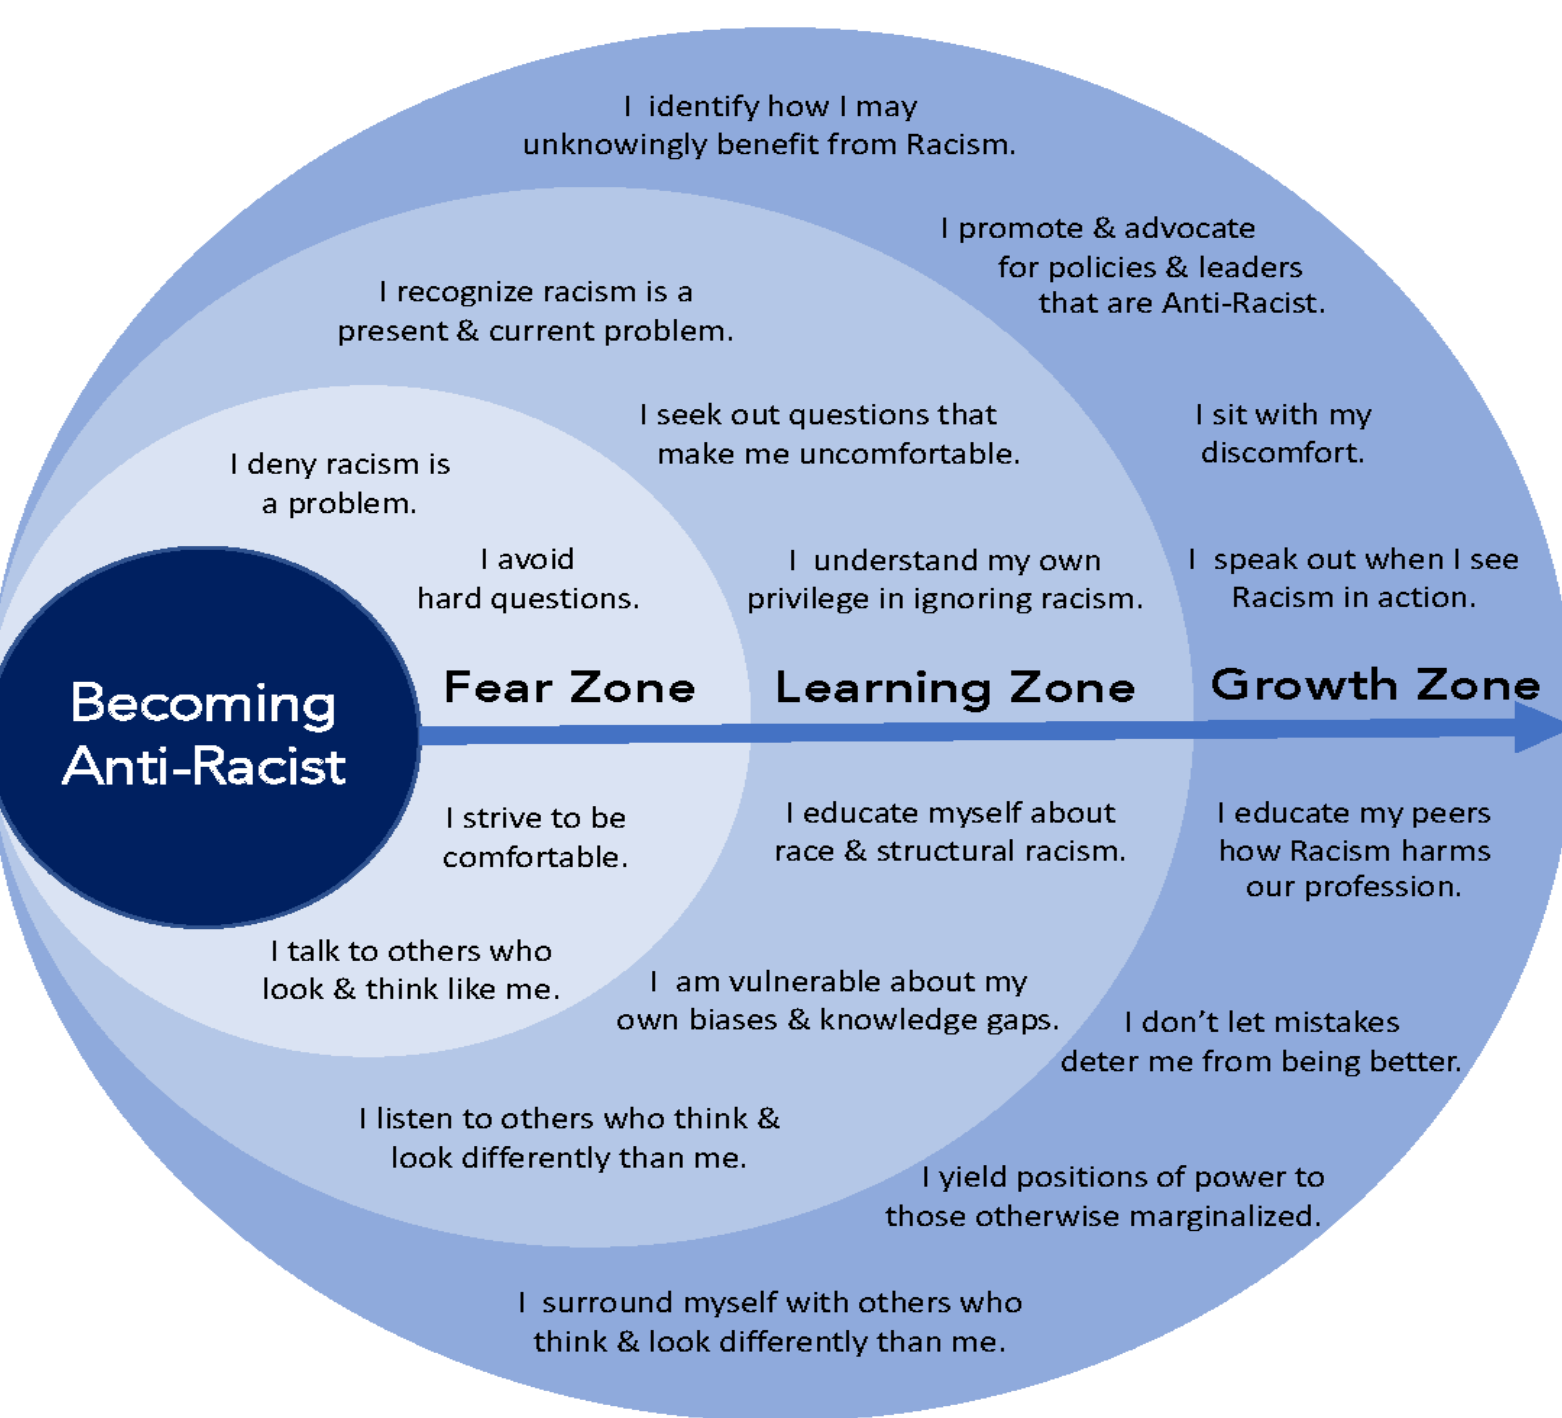 I identify how I may
unknowingly benefit from Racism.
I promote & advocate
for policies & leaders
that are Anti-Racist.
I recognize racism is a
present & current problem.
I seek out questions that
make me uncomfortable.
I sit with my
discomfort.
I deny racism is
a problem.
I avoid
hard questions.
I understand my own
privilege in ignoring racism.
I speak out when I see
Racism in action.
Becoming
Anti-Racist
Fear Zone
Learning Zone
Growth Zone
I strive to be
comfortable.
I educate myself about
race & structural racism.
I educate my peers
how Racism harms
our profession.
I talk to others who
look & think like me.
I am vulnerable about my
own biases & knowledge gaps.
I don’t let mistakes
deter me from being better.
I listen to others who think &
look differently than me.
I yield positions of power to
those otherwise marginalized.
I surround myself with others who
think & look differently than me.